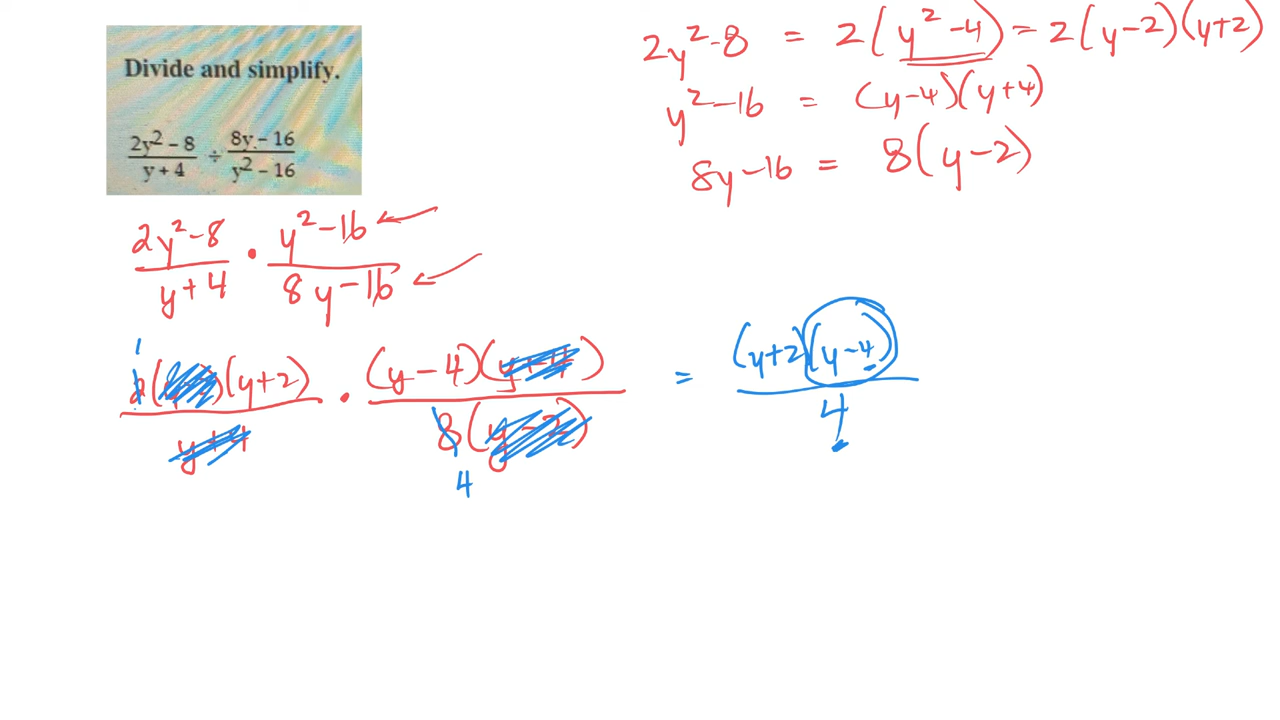 Divide and simplify.
2y² - 8 / y + 4 ÷ 8y - 16 / y² - 16
2y²-8 = 2(y²-4) = 2(y-2)(y+2)
y²-16 = (y-4)(y+4)
8y-16 = 8(y-2)
2y²-8 / y+4 · y²-16 / 8y-16
1
2( )(y+2) / y+4 · (y-4)(y+4) / 8(y-2) = (y+2)(y-4) / 4
4